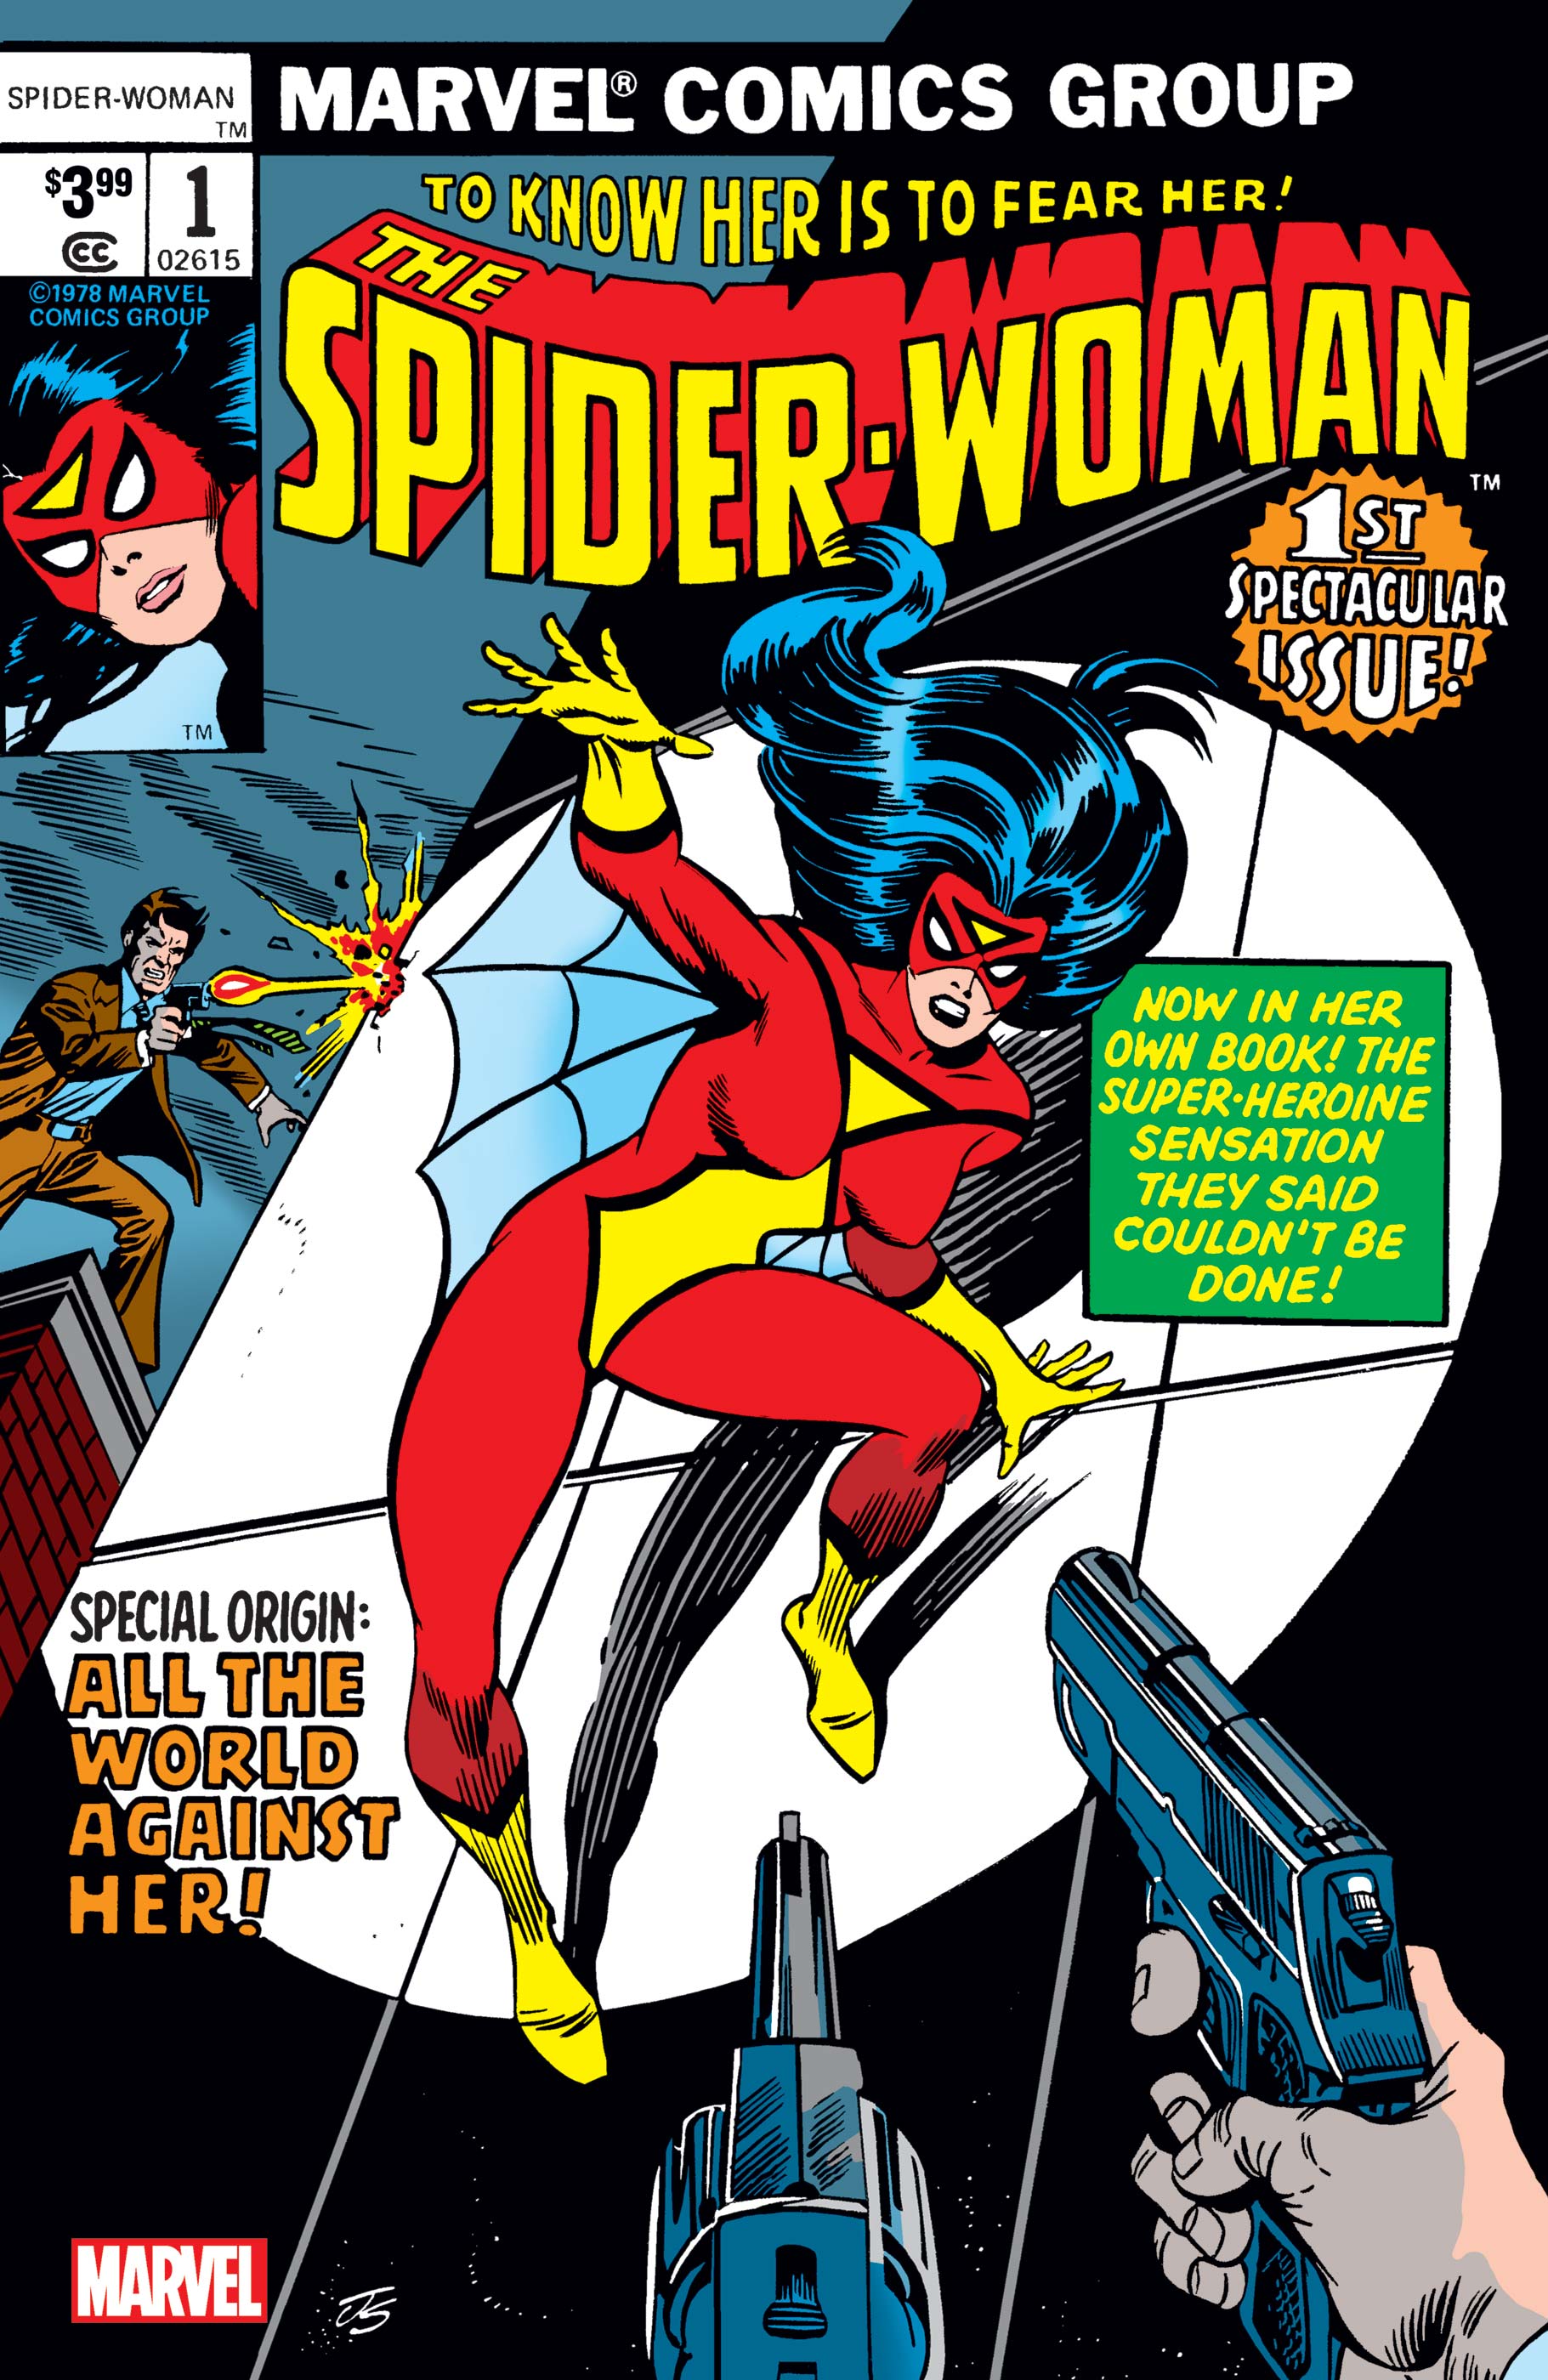 MARVEL® COMICS GROUP
SPIDER-WOMAN
TM
$3.99
CC
1
02615
©1978 MARVEL
COMICS GROUP
TM
TO KNOW HER IS TO FEAR HER!
THE
SPIDER-WOMAN
TM
1ST
SPECTACULAR
ISSUE!
NOW IN HER
OWN BOOK! THE
SUPER-HEROINE
SENSATION
THEY SAID
COULDN'T BE
DONE!
SPECIAL ORIGIN:
ALL THE
WORLD
AGAINST
HER!
MARVEL
JS